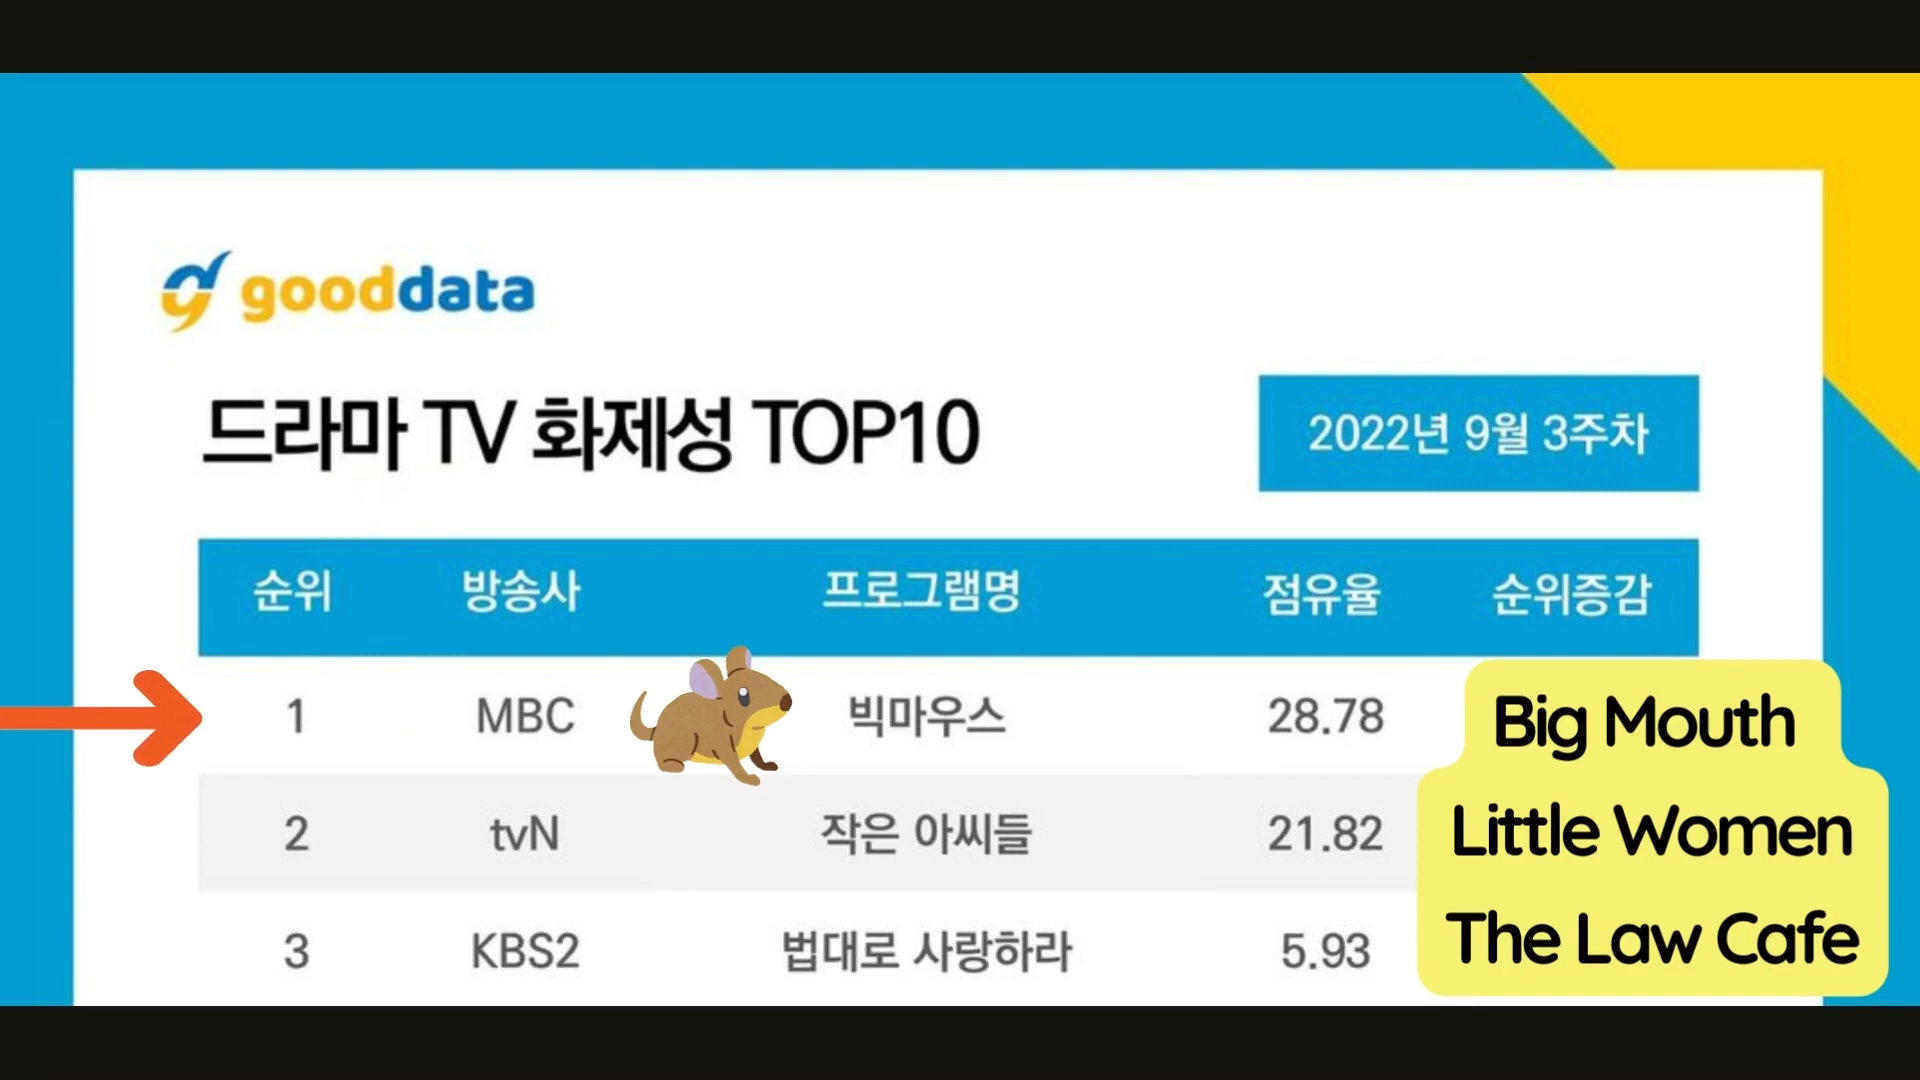 gooddata
드라마 TV 화제성 TOP10
2022년 9월 3주차
순위 방송사 프로그램명 점유율 순위증감
1 MBC 빅마우스 28.78 Big Mouth
2 tvN 작은 아씨들 21.82 Little Women
3 KBS2 법대로 사랑하라 5.93 The Law Cafe